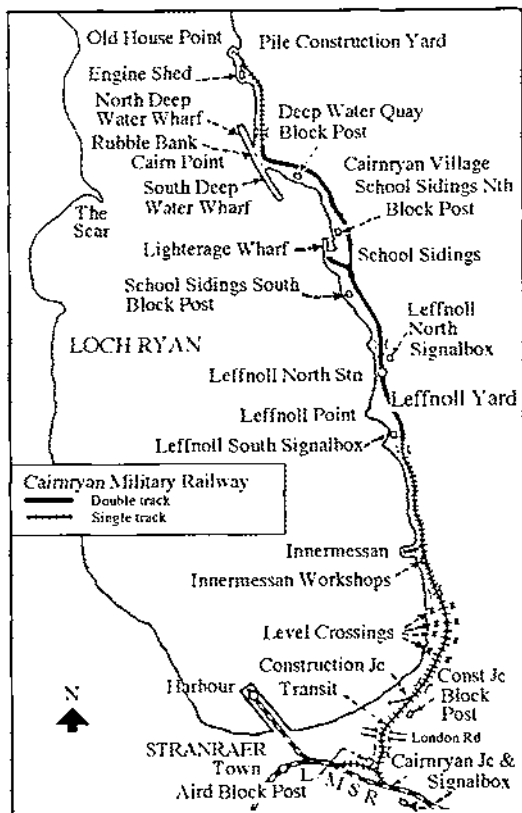 Old House Point
Pile Construction Yard
Engine Shed
North Deep
Water Wharf
Deep Water Quay
Block Post
Rubble Bank
Cairn Point
Cairnryan Village
School Sidings Nth
Block Post
South Deep
Water Wharf
The
Scar
Lighterage Wharf
School Sidings
School Sidings South
Block Post
Leffnoll
North
Signalbox
LOCH RYAN
Leffnoll North Stn
Leffnoll Yard
Leffnoll Point
Leffnoll South Signalbox
Cairnryan Military Railway
Double track
Single track
Innermessan
Innermessan Workshops
Level Crossings
Construction Jc
Transit
Const Jc
Block
Post
Harbour
N
London Rd
STRANRAER
Town
Cairnryan Jc &
Signalbox
Aird Block Post
L M S R